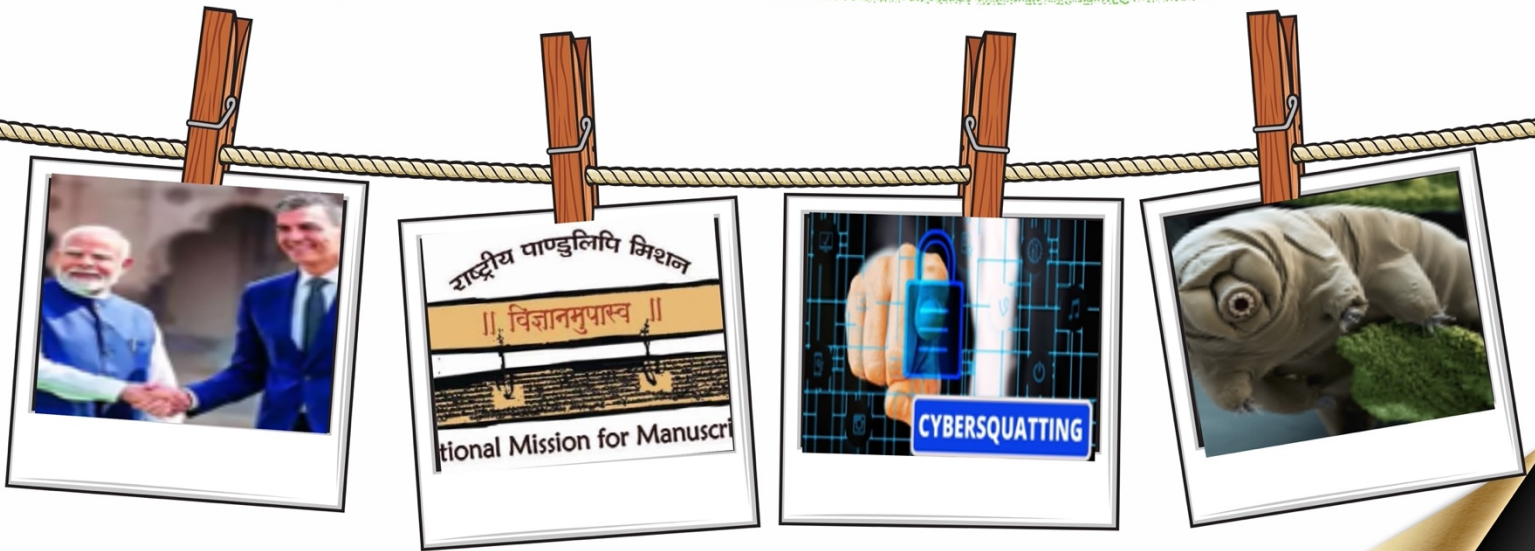 राष्ट्रीय पाण्डुलिपि मिशन
|| विज्ञानमुपास्व ||
tional Mission for Manuscri
CYBERSQUATTING